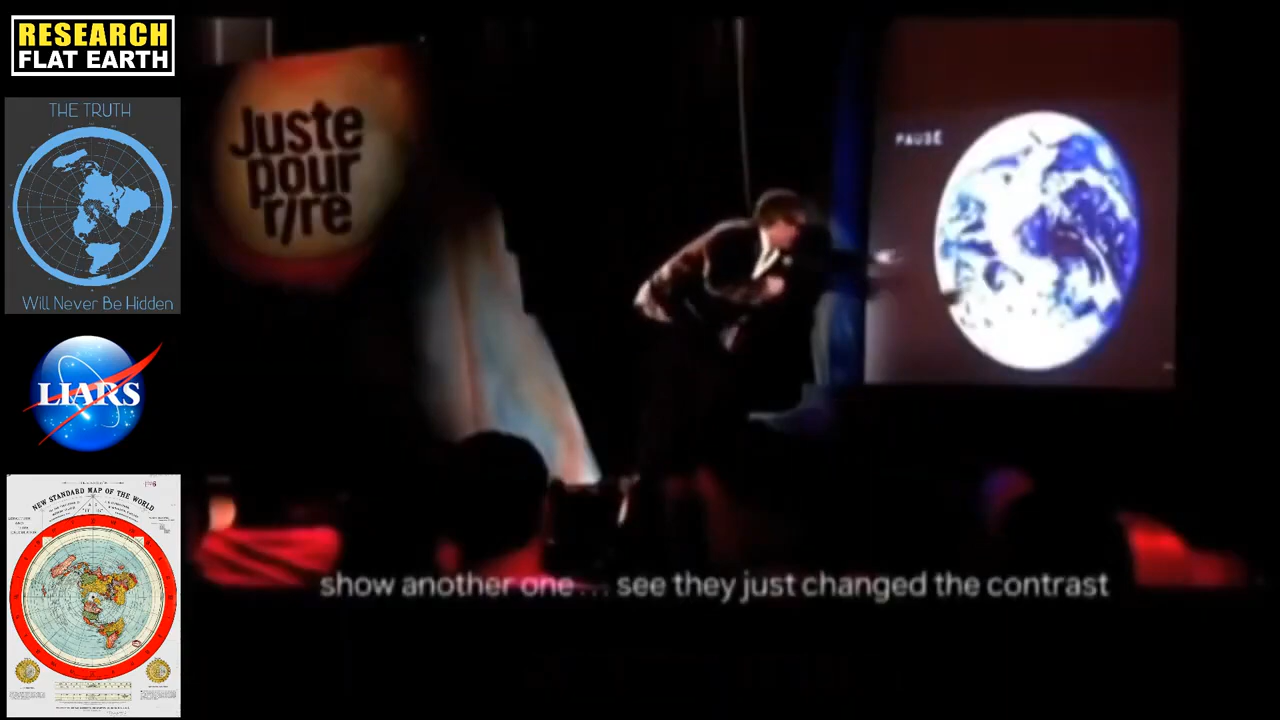 RESEARCH
FLAT EARTH
THE TRUTH
Will Never Be Hidden
LIARS
NEW STANDARD MAP OF THE WORLD
Juste
pour
r/re
PAUSE
show another one... see they just changed the contrast